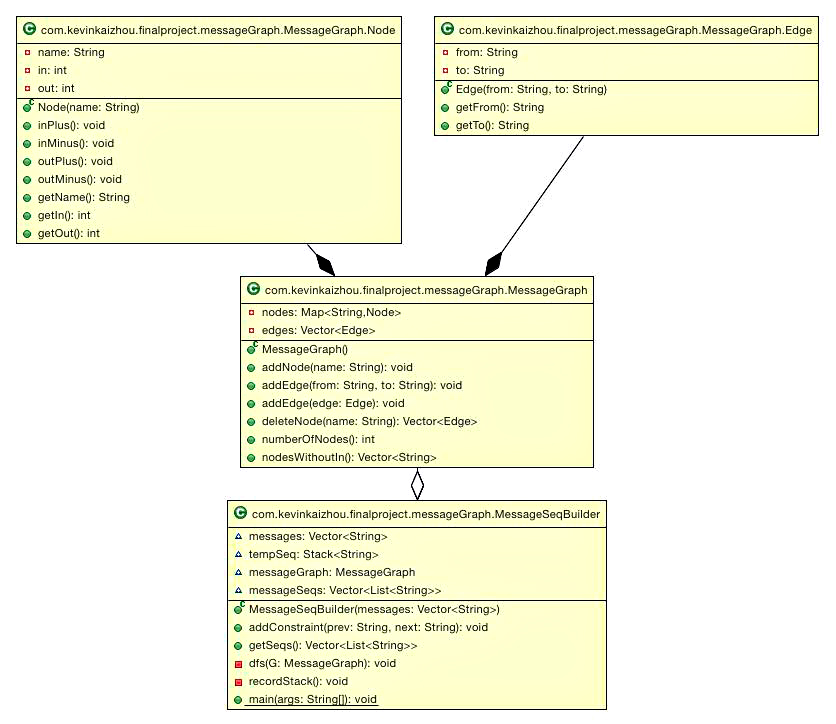 com.kevinkaizhou.finalproject.messageGraph.MessageGraph.Node
name: String
in: int
out: int
Node(name: String)
inPlus(): void
inMinus(): void
outPlus(): void
outMinus(): void
getName(): String
getIn(): int
getOut(): int
com.kevinkaizhou.finalproject.messageGraph.MessageGraph.Edge
from: String
to: String
Edge(from: String, to: String)
getFrom(): String
getTo(): String
com.kevinkaizhou.finalproject.messageGraph.MessageGraph
nodes: Map<String,Node>
edges: Vector<Edge>
MessageGraph()
addNode(name: String): void
addEdge(from: String, to: String): void
addEdge(edge: Edge): void
deleteNode(name: String): Vector<Edge>
numberOfNodes(): int
nodesWithoutIn(): Vector<String>
com.kevinkaizhou.finalproject.messageGraph.MessageSeqBuilder
messages: Vector<String>
tempSeq: Stack<String>
messageGraph: MessageGraph
messageSeqs: Vector<List<String>>
MessageSeqBuilder(messages: Vector<String>)
addConstraint(prev: String, next: String): void
getSeqs(): Vector<List<String>>
dfs(G: MessageGraph): void
recordStack(): void
main(args: String[]): void